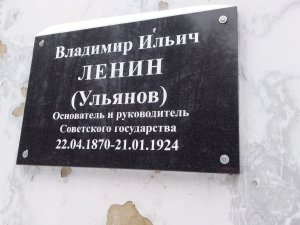 Владимир Ильич
ЛЕНИН
(Ульянов)
Основатель и руководитель
Советского государства
22.04.1870-21.01.1924